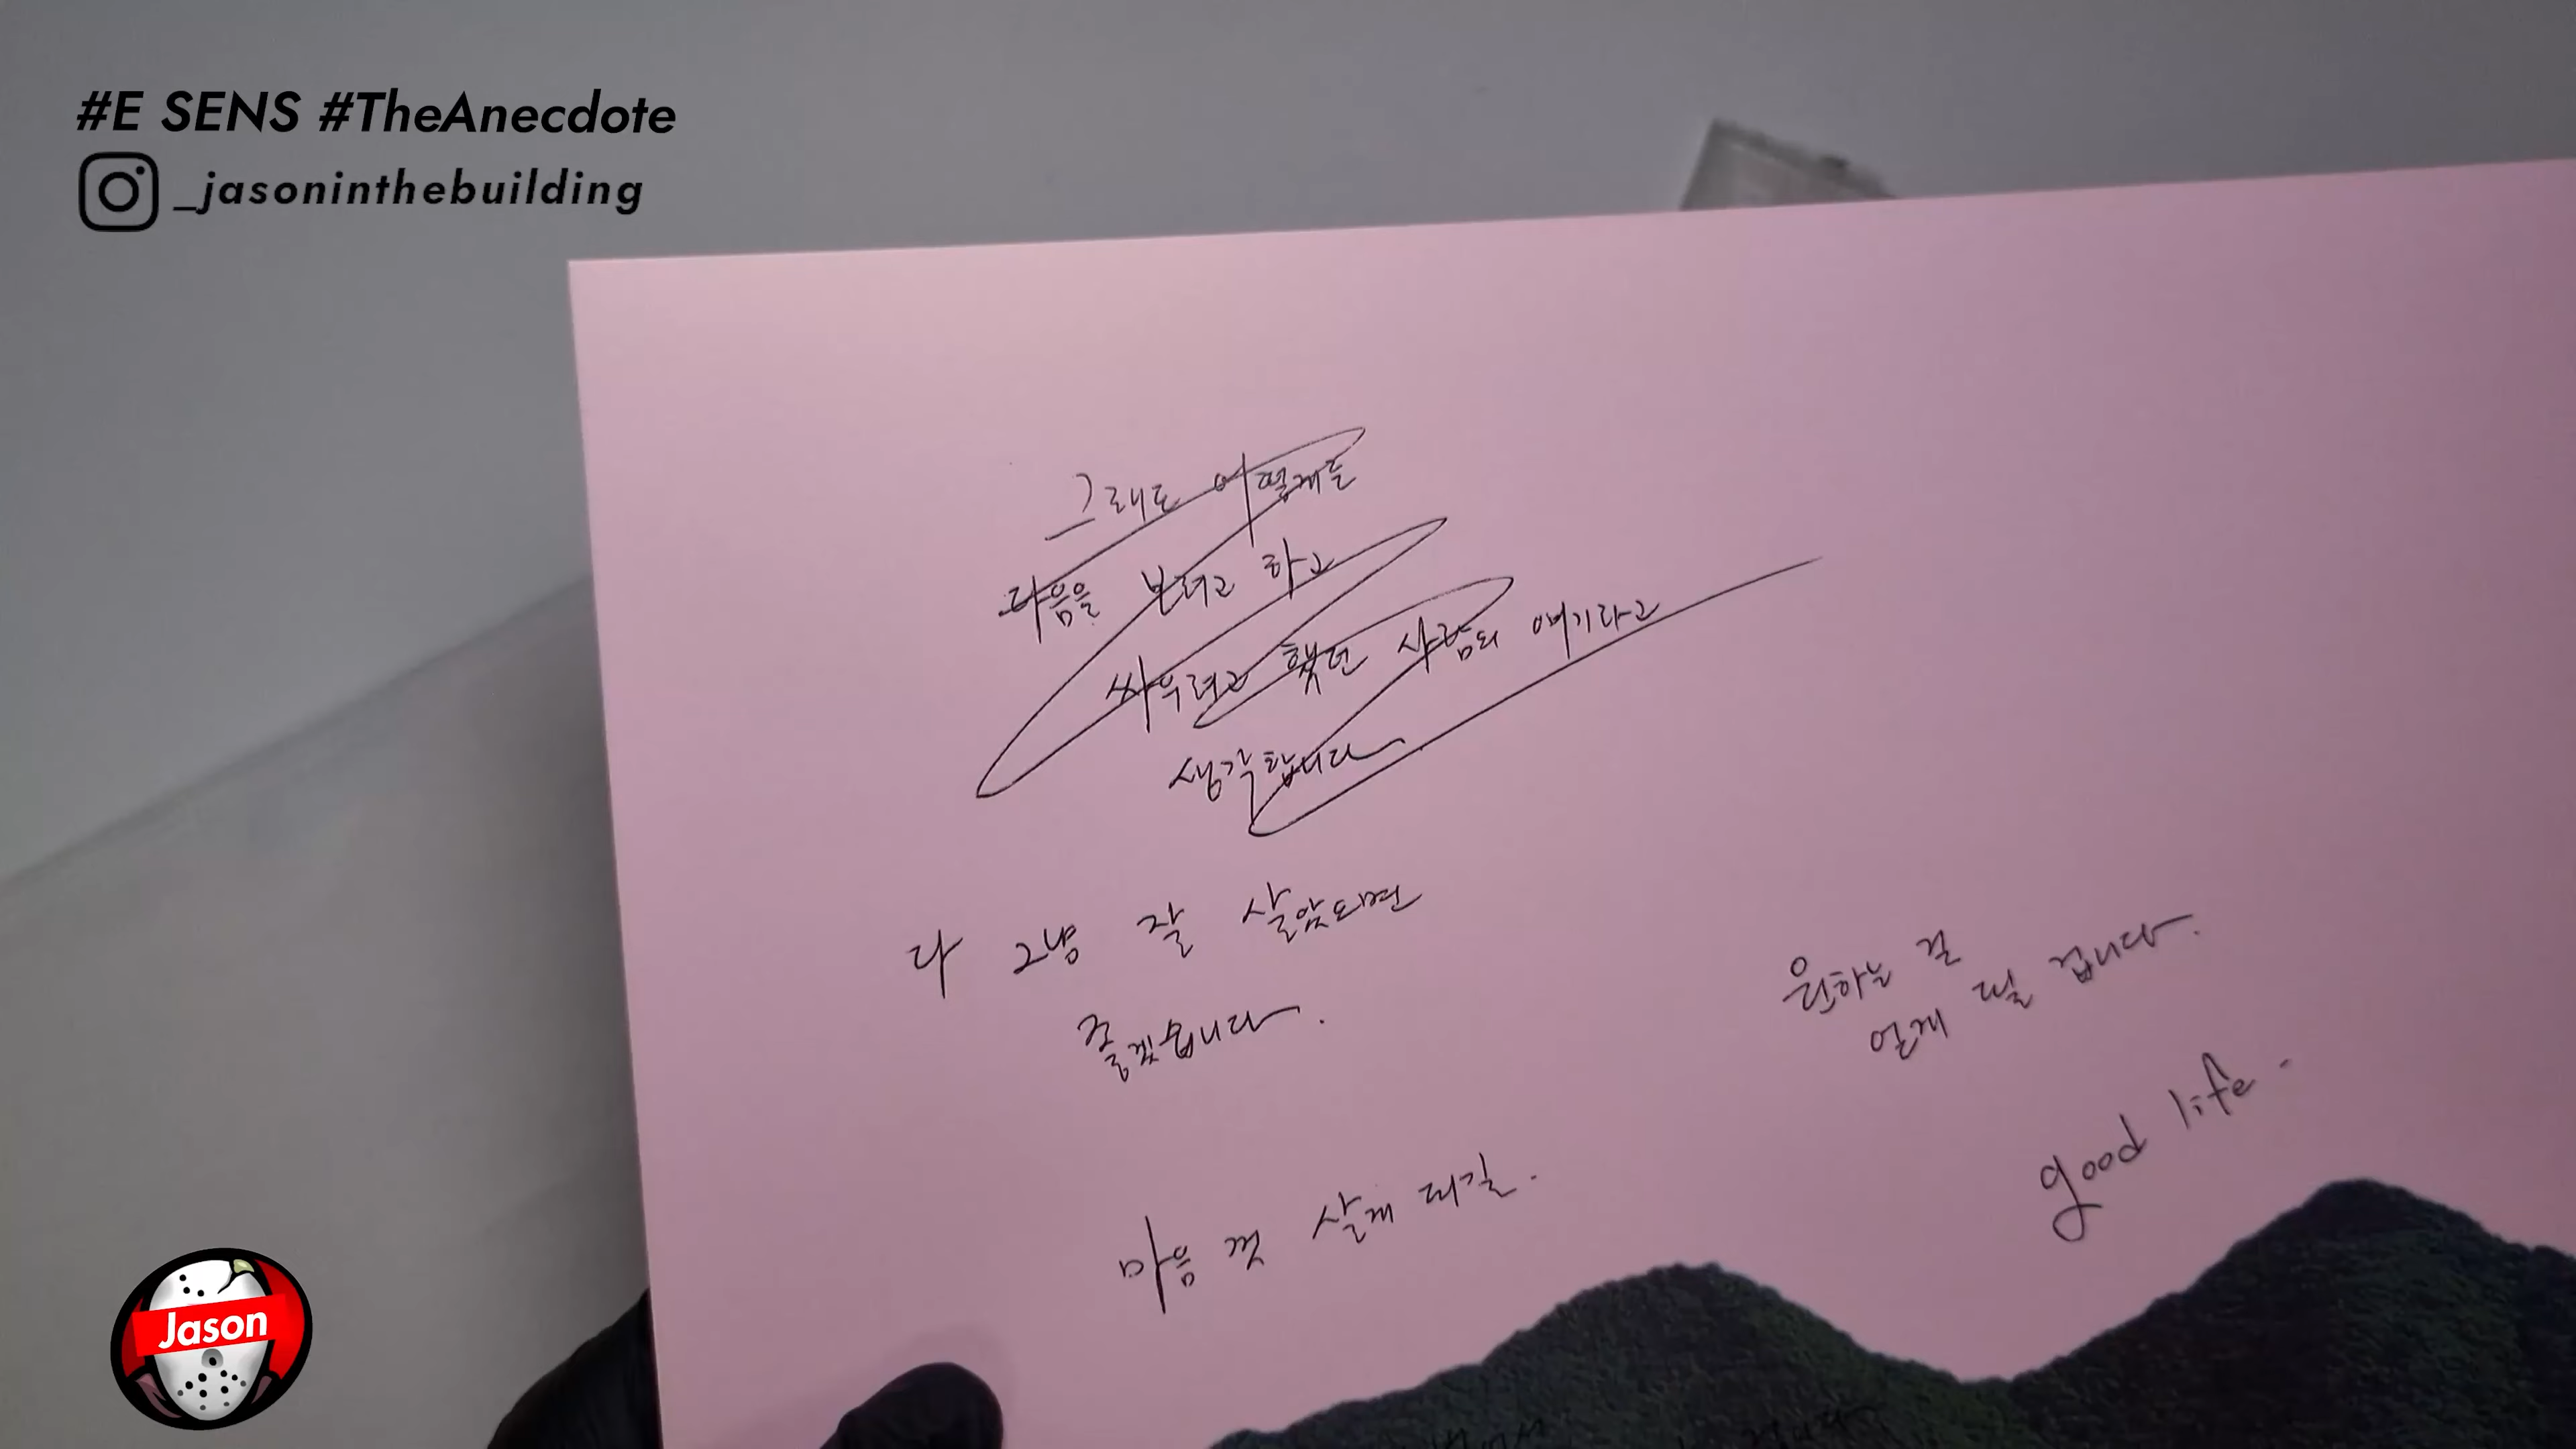 #E SENS #TheAnecdote
_jasoninthebuilding
그래도 어떻게든
다음을 보려고 하고
싸우려고 했던 사람의 얘기라고
생각합니다
다 그냥 잘 살았으면
좋겠습니다.
원하는 걸
얻게 될 겁니다.
good life.
마음 껏 살게 되길.
Jason